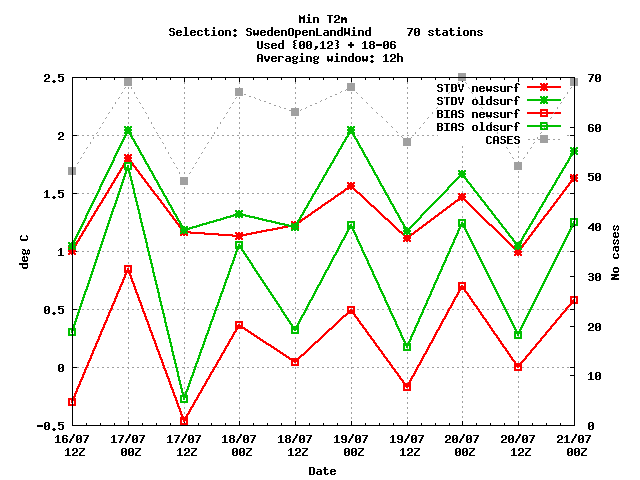 Min T2m
Selection: SwedenOpenLandWind 70 stations
Used {00,12} + 18-06
Averaging window: 12h
STDV newsurf
STDV oldsurf
BIAS newsurf
BIAS oldsurf
CASES
2.5
2
1.5
1
0.5
0
-0.5
deg C
70
60
50
40
30
20
10
0
No cases
16/07 17/07 17/07 18/07 18/07 19/07 19/07 20/07 20/07 21/07
12Z 00Z 12Z 00Z 12Z 00Z 12Z 00Z 12Z 00Z
Date